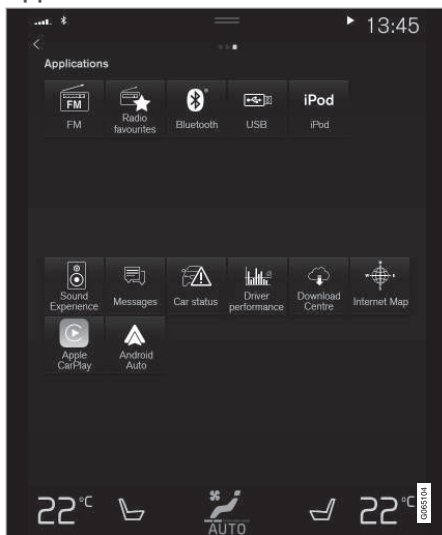 13:45
Applications
FM
FM
Radio
favourites
Bluetooth
USB
iPod
iPod
Sound
Experience
Messages
Car status
Driver
performance
Download
Centre
Internet Map
Apple
CarPlay
Android
Auto
22°C
AUTO
22°C
G065104